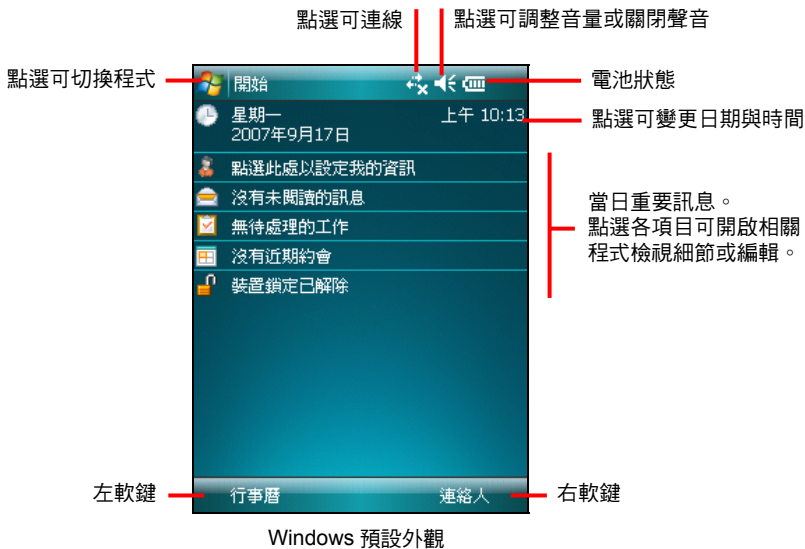 點選可連線
點選可調整音量或關閉聲音
點選可切換程式
開始
電池狀態
星期一
上午 10:13
2007年9月17日
點選可變更日期與時間
點選此處以設定我的資訊
沒有未閱讀的訊息
無待處理的工作
沒有近期約會
裝置鎖定已解除
當日重要訊息。
點選各項目可開啟相關
程式檢視細節或編輯。
左軟鍵
行事曆
連絡人
右軟鍵
Windows 預設外觀